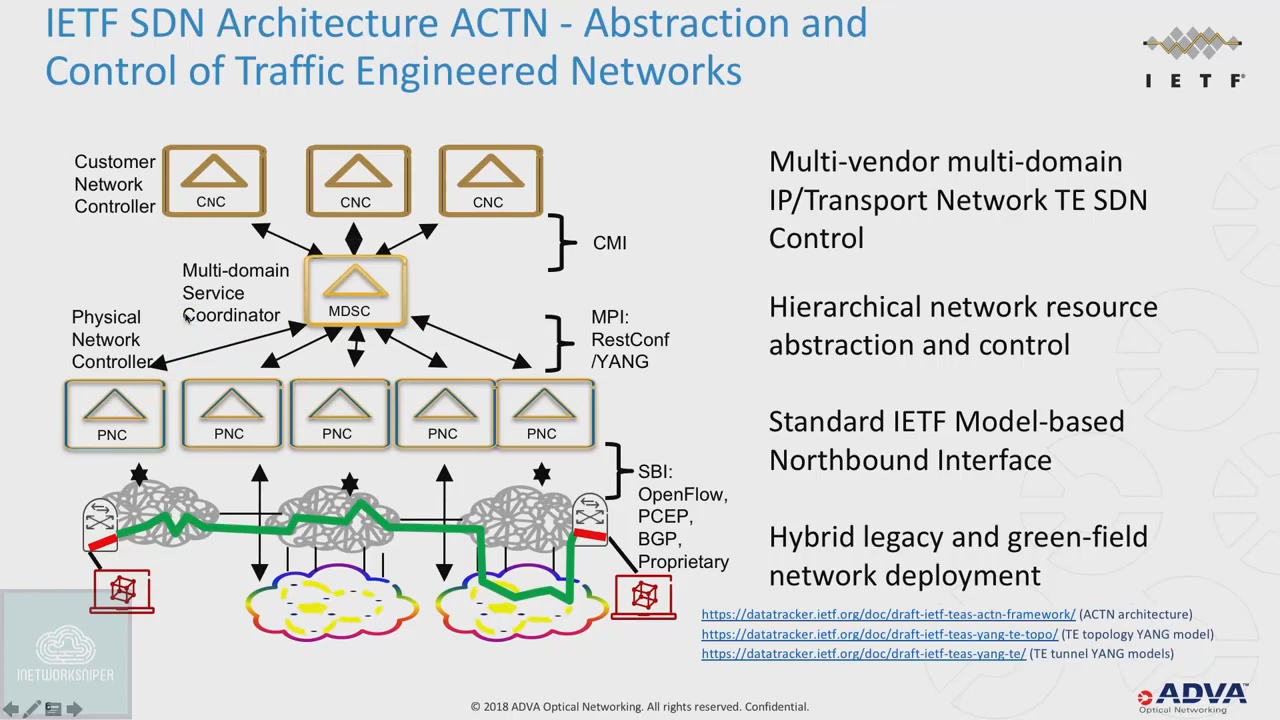 IETF SDN Architecture ACTN - Abstraction and
Control of Traffic Engineered Networks
I E T F
Customer
Network
Controller
CNC
CNC
CNC
CMI
Multi-domain
Service
Coordinator
MDSC
Physical
Network
Controller
MPI:
RestConf
/YANG
PNC
PNC
PNC
PNC
PNC
SBI:
OpenFlow,
PCEP,
BGP,
Proprietary
Multi-vendor multi-domain
IP/Transport Network TE SDN
Control
Hierarchical network resource
abstraction and control
Standard IETF Model-based
Northbound Interface
Hybrid legacy and green-field
network deployment
https://datatracker.ietf.org/doc/draft-ietf-teas-actn-framework/ (ACTN architecture)
https://datatracker.ietf.org/doc/draft-ietf-teas-yang-te-topo/ (TE topology YANG model)
https://datatracker.ietf.org/doc/draft-ietf-teas-yang-te/ (TE tunnel YANG models)
INETWORKSNIPER
6
© 2018 ADVA Optical Networking. All rights reserved. Confidential.
ADVA™
Optical Networking